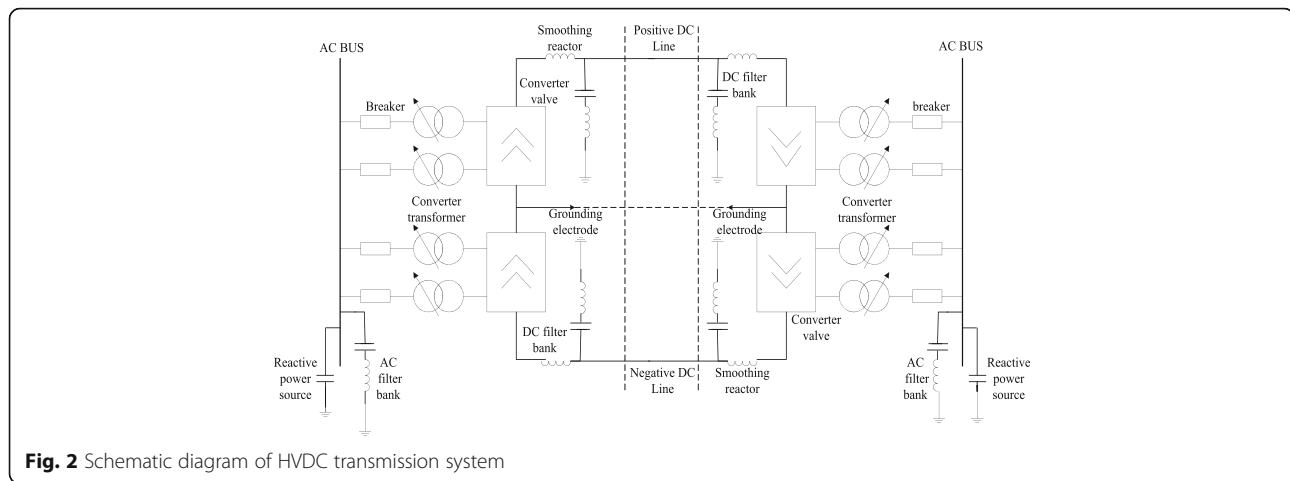 Smoothing
reactor
Positive DC
Line
AC BUS
AC BUS
Converter
valve
DC filter
bank
Breaker
breaker
Converter
transformer
Grounding
electrode
Grounding
electrode
Converter
transformer
DC filter
bank
Converter
valve
Reactive
power
source
AC
filter
bank
Negative DC
Line
Smoothing
reactor
AC
filter
bank
Reactive
power
source
Fig. 2 Schematic diagram of HVDC transmission system